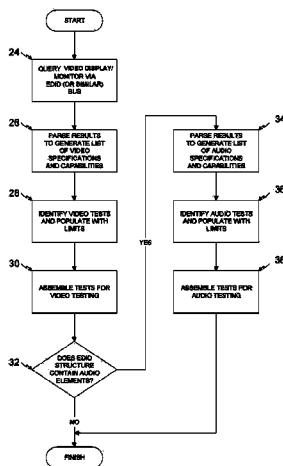 START
24
QUERY VIDEO DISPLAY/
MONITOR VIA
EDID (OR SIMILAR)
BUS
26
PARSE RESULTS
TO GENERATE LIST
OF VIDEO
SPECIFICATIONS
AND CAPABILITIES
28
IDENTIFY VIDEO TESTS
AND POPULATE WITH
LIMITS
30
ASSEMBLE TESTS FOR
VIDEO TESTING
32
DOES EDID
STRUCTURE
CONTAIN AUDIO
ELEMENTS?
YES
NO
FINISH
34
PARSE RESULTS
TO GENERATE LIST
OF AUDIO
SPECIFICATIONS
AND CAPABILITIES
IDENTIFY AUDIO TESTS
AND POPULATE WITH
LIMITS
ASSEMBLE TESTS FOR
AUDIO TESTING